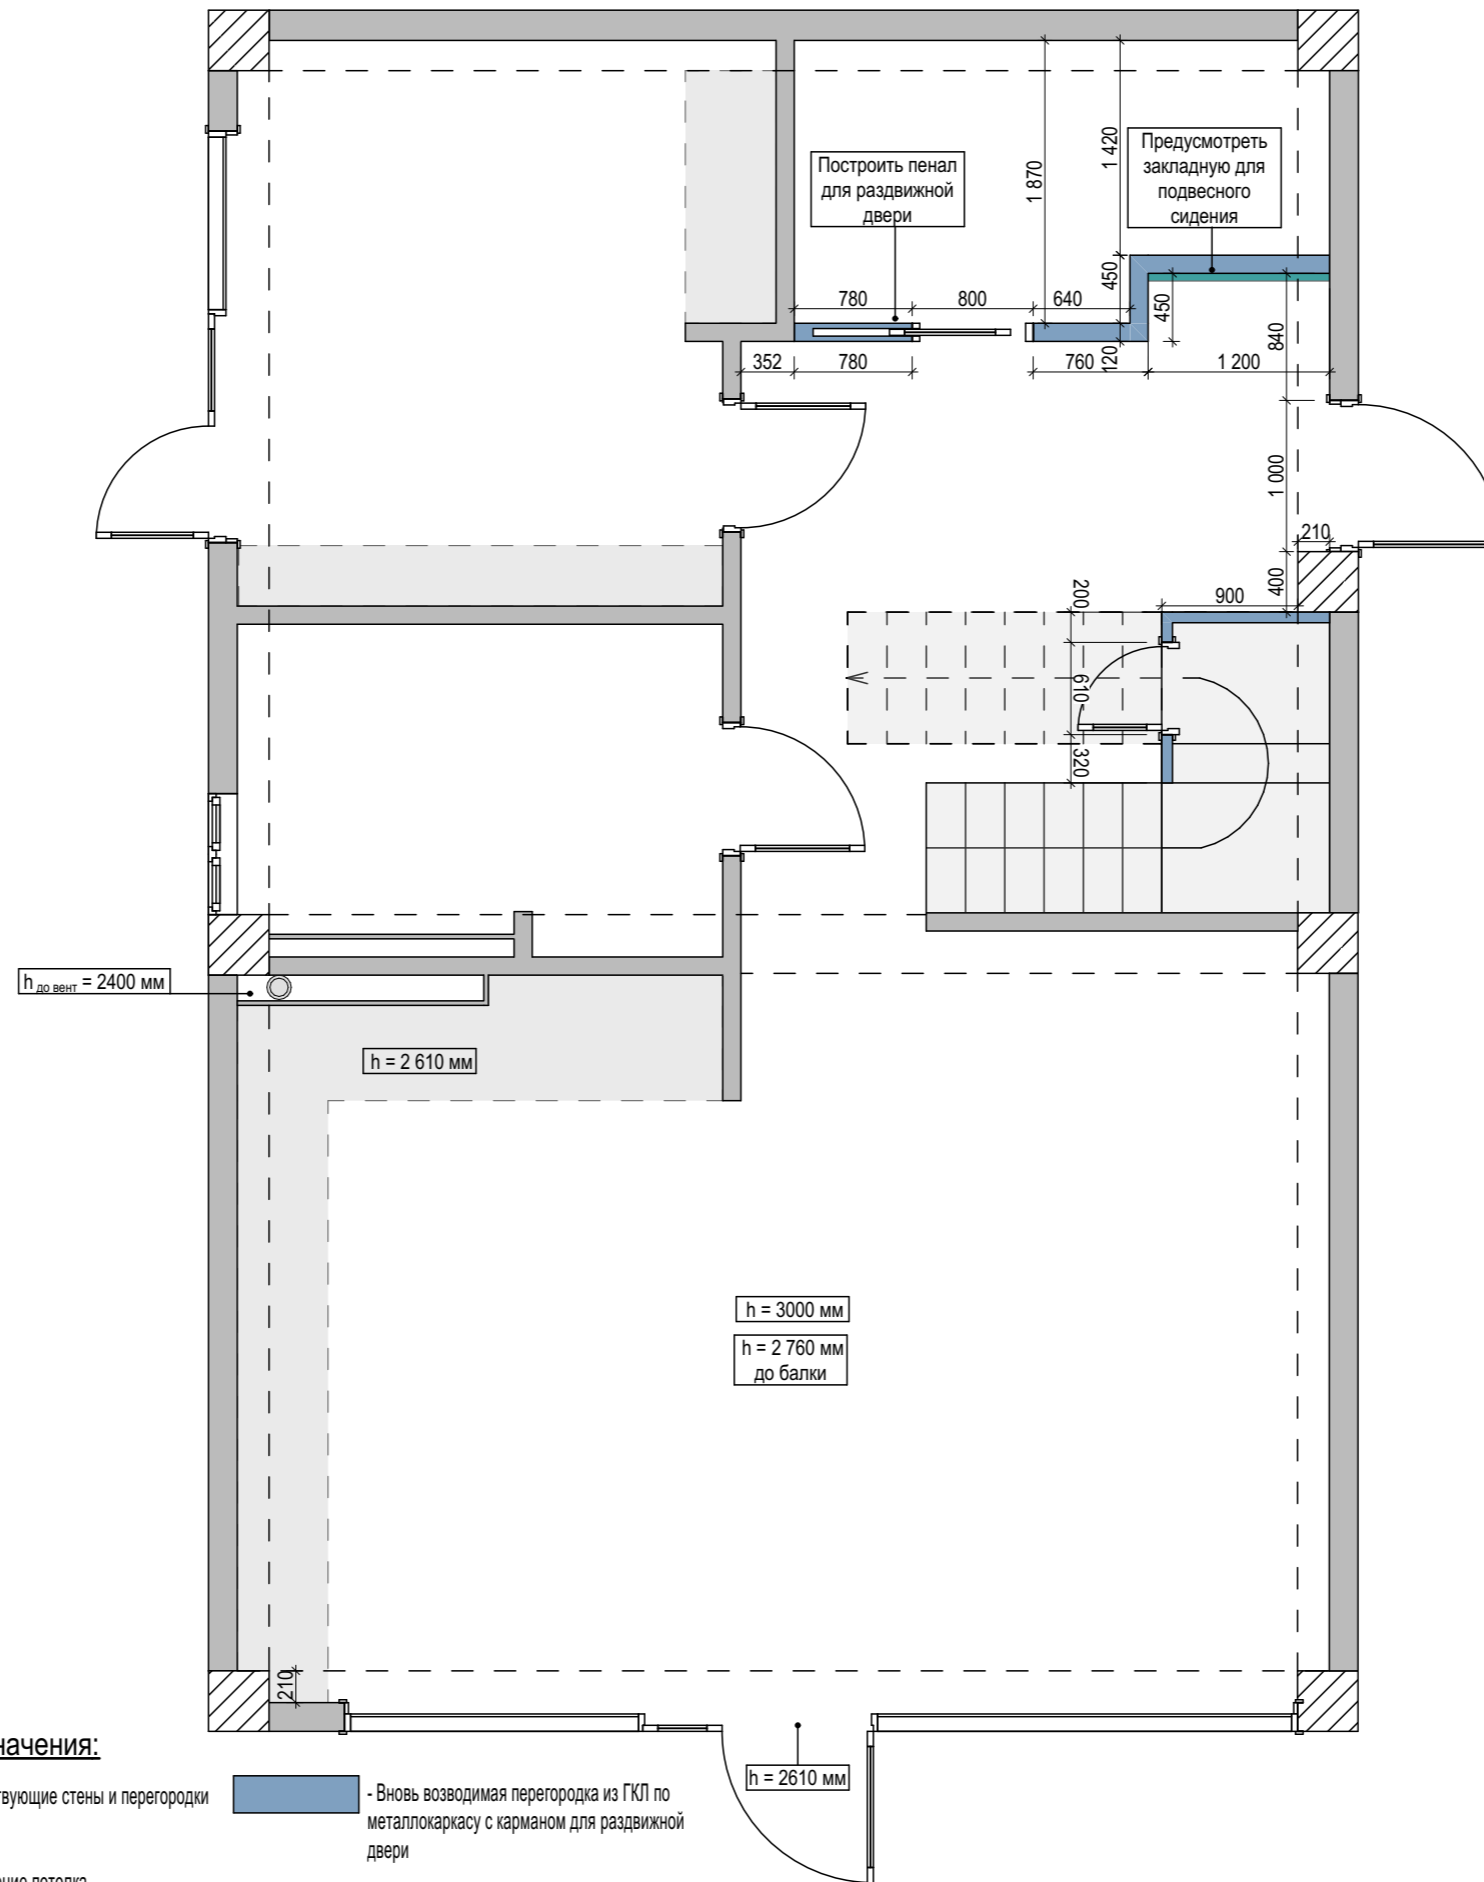 1 420
1 870
Предусмотреть
закладную для
подвесного
сидения
Построить пенал
для раздвижной
двери
450
450
780
800
640
840
352
780
760
120
1 200
1 000
210
400
200
900
610
320
h до вент = 2400 мм
h = 2 610 мм
h = 3000 мм
h = 2 760 мм
до балки
210
h = 2610 мм
начения:
твующие стены и перегородки
- Вновь возводимая перегородка из ГКЛ по
металлокаркасу с карманом для раздвижной
двери